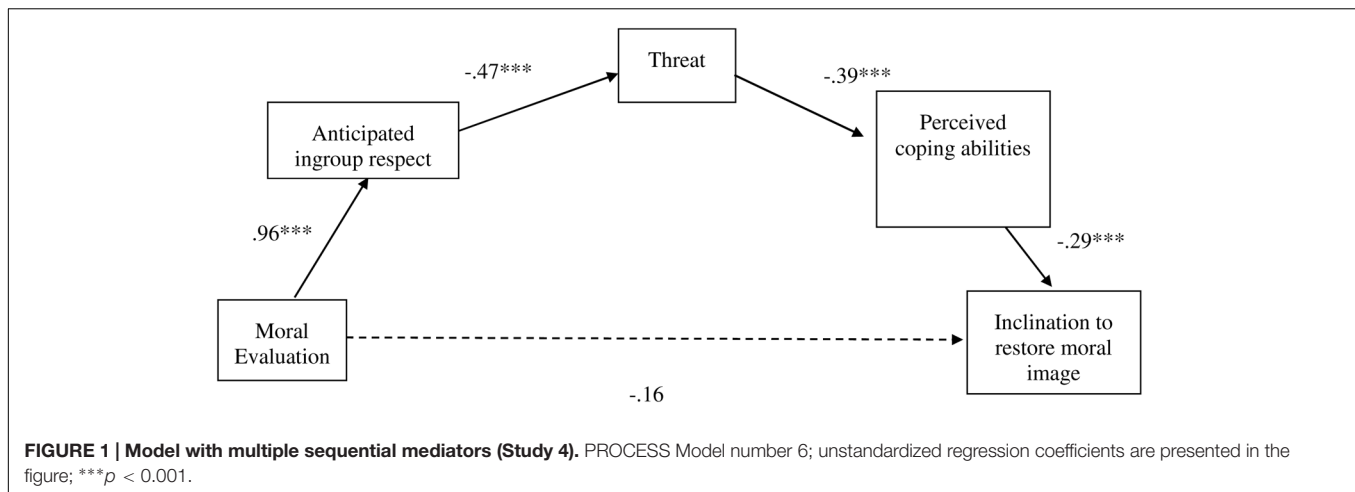 Threat
-.47***
-.39***
Anticipated
ingroup respect
Perceived
coping abilities
.96***
-.29***
Moral
Evaluation
Inclination to
restore moral
image
-.16
FIGURE 1 | Model with multiple sequential mediators (Study 4). PROCESS Model number 6; unstandardized regression coefficients are presented in the
figure; ***p < 0.001.